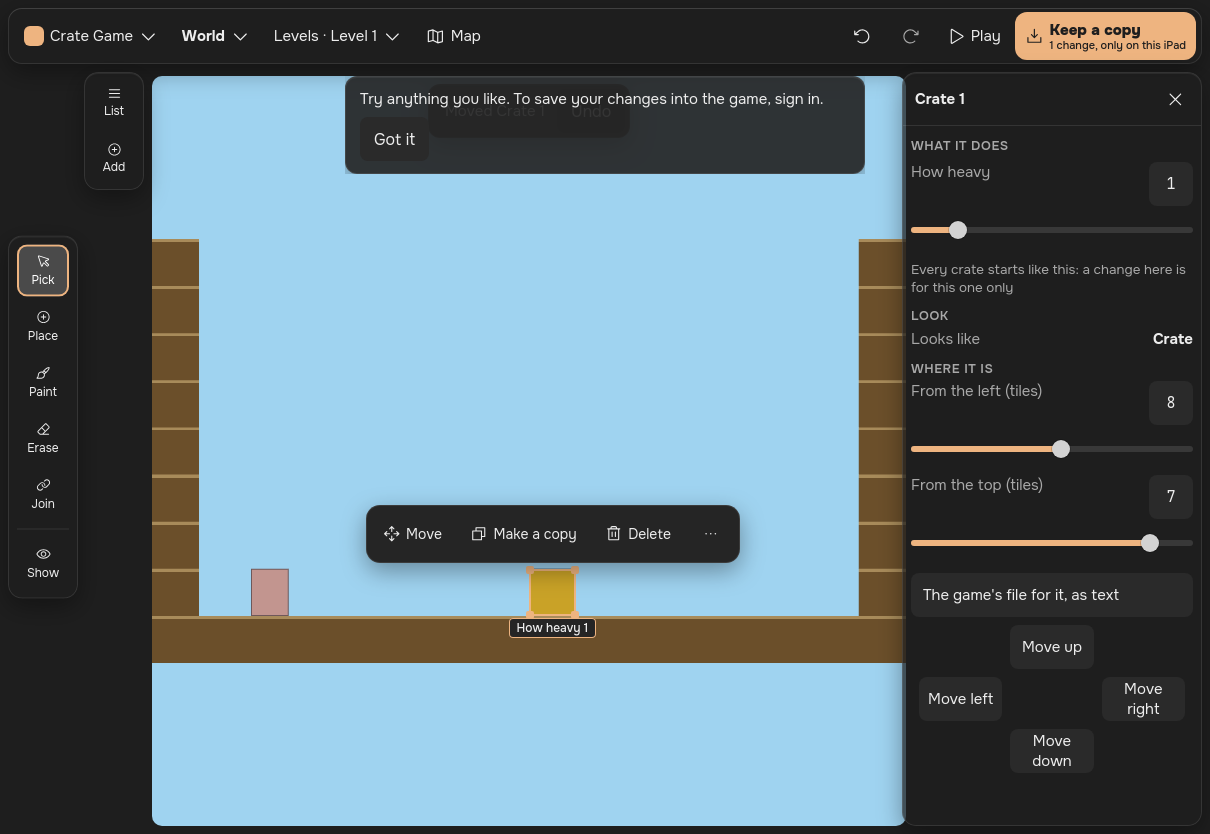 Crate Game
World
Levels · Level 1
Map
Play
Keep a copy
1 change, only on this iPad
List
Add
Pick
Place
Paint
Erase
Join
Show
Try anything you like. To save your changes into the game, sign in.
Moved Crate 1
Undo
Got it
Move
Make a copy
Delete
...
How heavy 1
Crate 1
WHAT IT DOES
How heavy
1
Every crate starts like this: a change here is
for this one only
LOOK
Looks like
Crate
WHERE IT IS
From the left (tiles)
8
From the top (tiles)
7
The game's file for it, as text
Move up
Move left
Move
right
Move
down